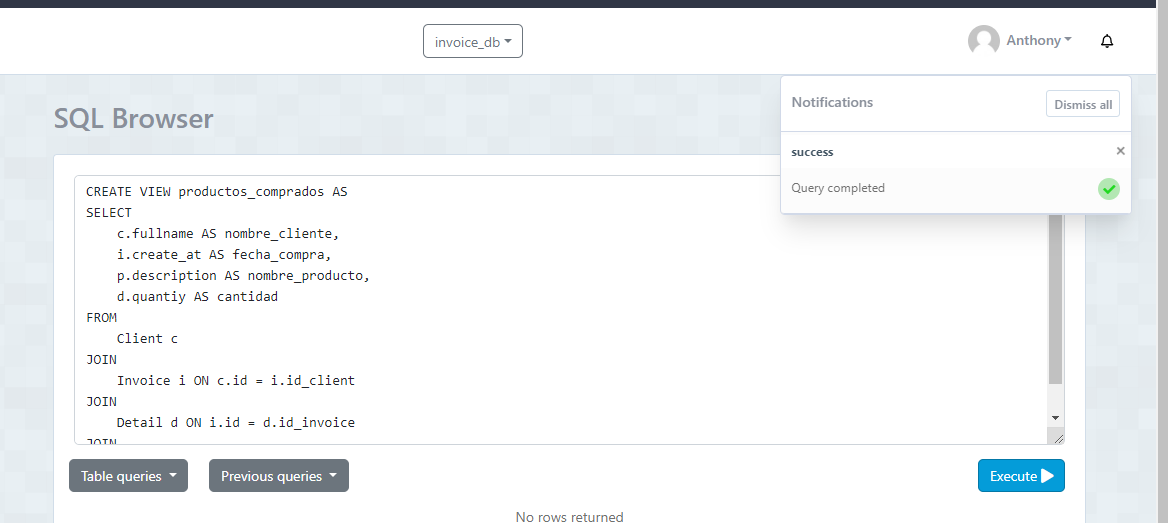 invoice_db
Anthony
SQL Browser
Notifications
Dismiss all
success
×
Query completed
CREATE VIEW productos_comprados AS
SELECT
c.fullname AS nombre_cliente,
i.create_at AS fecha_compra,
p.description AS nombre_producto,
d.quantiy AS cantidad
FROM
Client c
JOIN
Invoice i ON c.id = i.id_client
JOIN
Detail d ON i.id = d.id_invoice
JOIN
Table queries
Previous queries
Execute
No rows returned